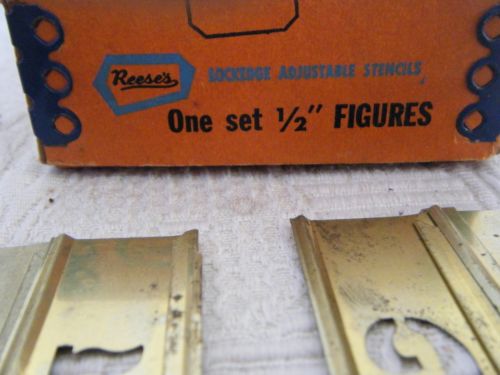 Reese's LOCKEDGE ADJUSTABLE STENCILS
One set 1/2" FIGURES